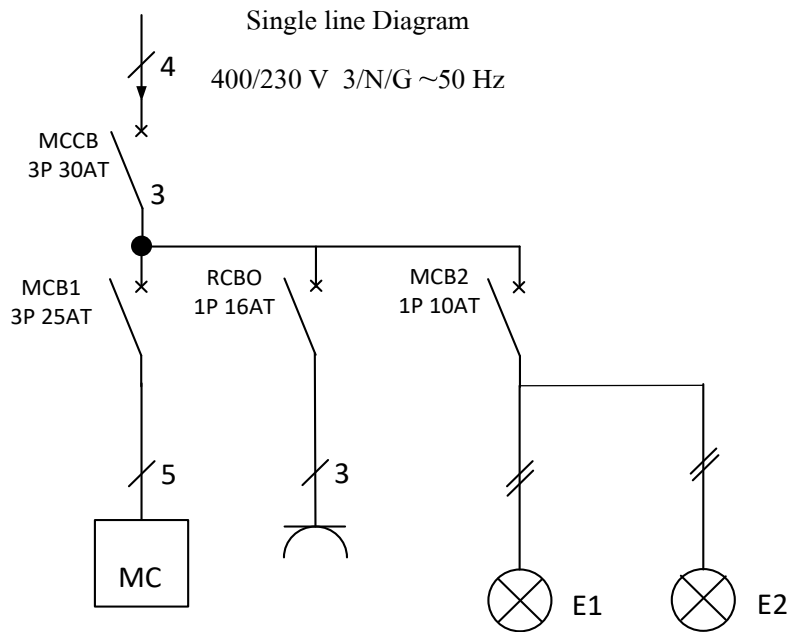 Single line Diagram
4
400/230 V 3/N/G ~50 Hz
MCCB
3P 30AT
3
MCB1
3P 25AT
RCBO
1P 16AT
MCB2
1P 10AT
5
3
MC
E1
E2